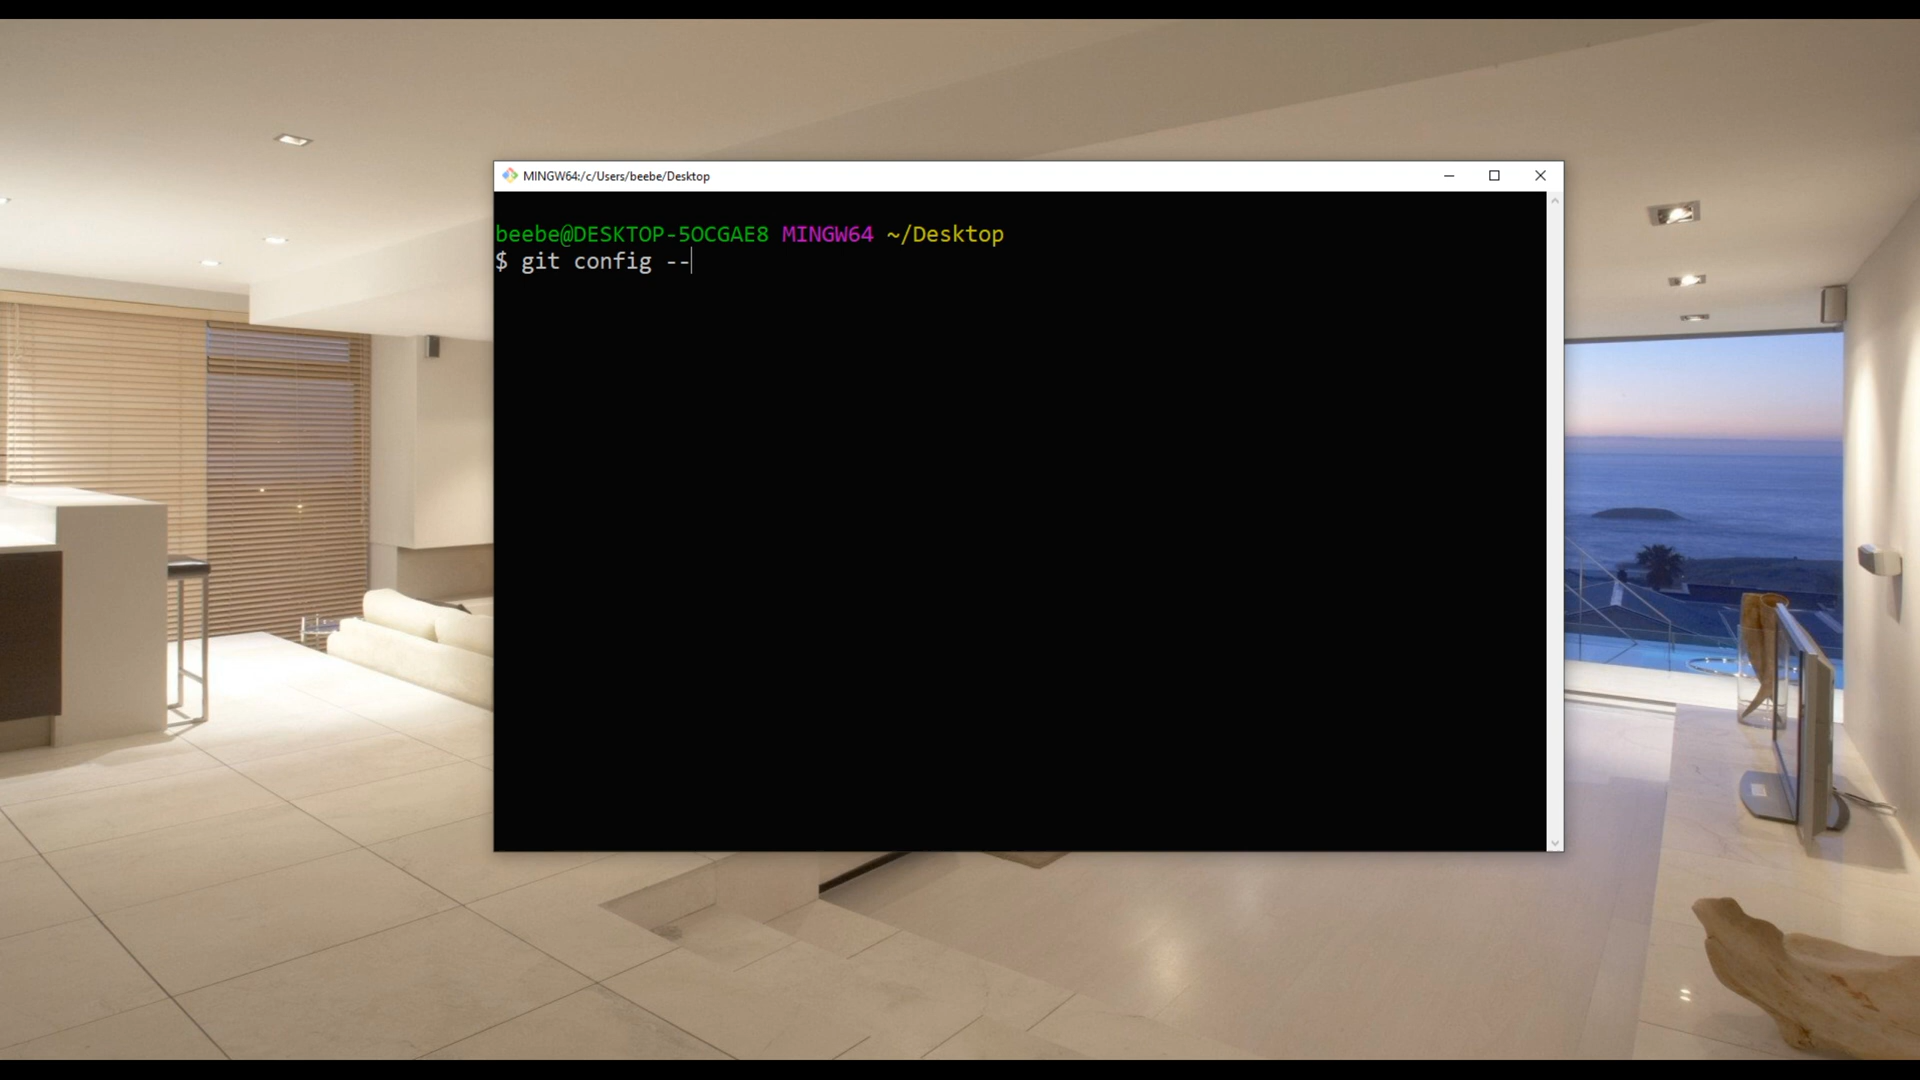 MINGW64:/c/Users/beebe/Desktop
beebe@DESKTOP-5OCGAE8 MINGW64 ~/Desktop
$ git config --